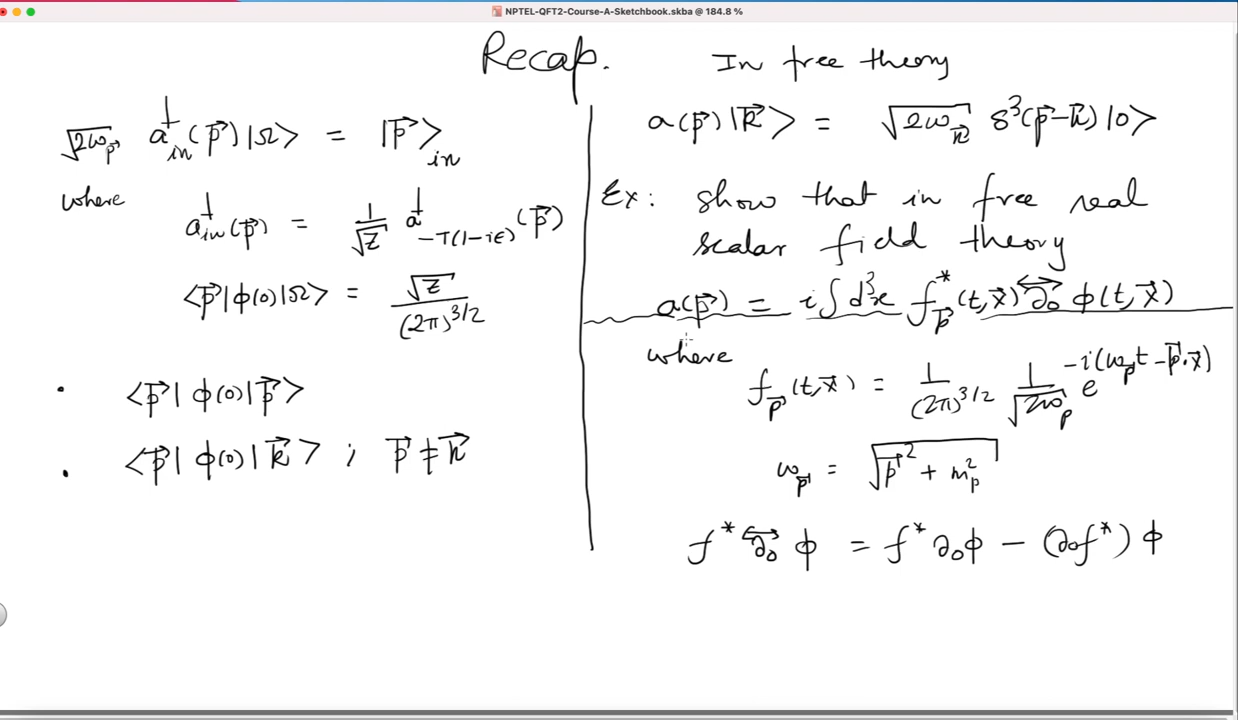 NPTEL-QFT2-Course-A-Sketchbook.skba @ 184.8 %
Recap.
√2ω_p⃗ a†_in(p⃗)|Ω⟩ = |p⃗⟩_in
where
a†_in(p⃗) = 1/√Z a†_−T(1−iϵ)(p⃗)
⟨p⃗|ϕ(0)|Ω⟩ = √Z/(2π)^3/2
• ⟨p⃗|ϕ(0)|p⃗⟩
• ⟨p⃗|ϕ(0)|k⃗⟩ ; p⃗ ≠ k⃗
In free theory
a(p⃗)|k⃗⟩ = √2ω_k⃗ δ³(p⃗−k⃗)|0⟩
Ex: show that in free real
scalar field theory
a(p⃗) = i∫d³x f*_p⃗(t,x⃗) ∂₀↔ ϕ(t,x⃗)
where
f_p⃗(t,x⃗) = 1/(2π)^3/2 1/√2ω_p e^−i(ω_p t − p⃗.x⃗)
ω_p⃗ = √p⃗² + m_p²
f* ∂₀↔ ϕ = f* ∂₀ϕ − (∂₀f*) ϕ